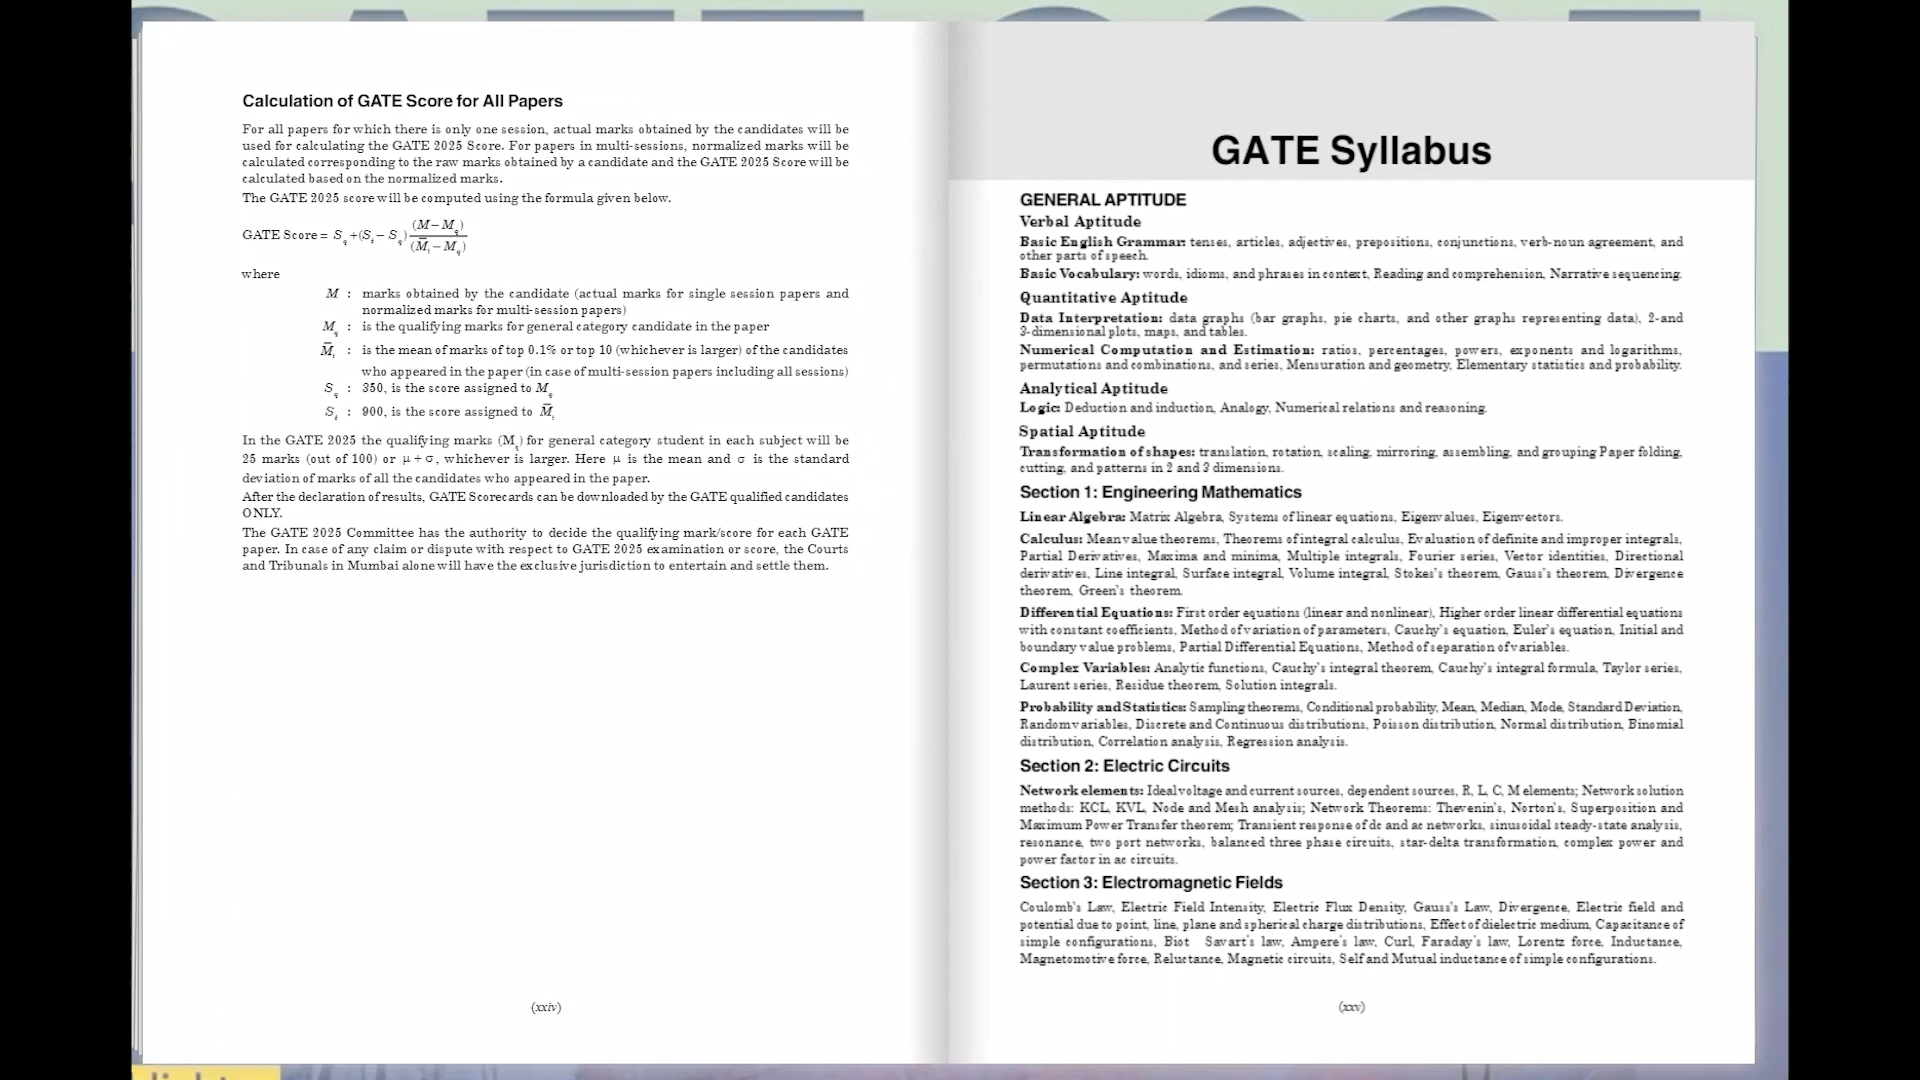 Calculation of GATE Score for All Papers
For all papers for which there is only one session, actual marks obtained by the candidates will be
used for calculating the GATE 2025 Score. For papers in multi-sessions, normalized marks will be
calculated corresponding to the raw marks obtained by a candidate and the GATE 2025 Score will be
calculated based on the normalized marks.
The GATE 2025 score will be computed using the formula given below.
GATE Score = S_q + (S_t – S_q) (M – M_q) / (M̅_t – M_q)
where
M : marks obtained by the candidate (actual marks for single session papers and
normalized marks for multi-session papers)
M_q : is the qualifying marks for general category candidate in the paper
M̅_t : is the mean of marks of top 0.1% or top 10 (whichever is larger) of the candidates
who appeared in the paper (in case of multi-session papers including all sessions)
S_q : 350, is the score assigned to M_q
S_t : 900, is the score assigned to M̅_t
In the GATE 2025 the qualifying marks (M_q) for general category student in each subject will be
25 marks (out of 100) or μ + σ, whichever is larger. Here μ is the mean and σ is the standard
deviation of marks of all the candidates who appeared in the paper.
After the declaration of results, GATE Scorecards can be downloaded by the GATE qualified candidates
ONLY.
The GATE 2025 Committee has the authority to decide the qualifying mark/score for each GATE
paper. In case of any claim or dispute with respect to GATE 2025 examination or score, the Courts
and Tribunals in Mumbai alone will have the exclusive jurisdiction to entertain and settle them.
(xxiv)
GATE Syllabus
GENERAL APTITUDE
Verbal Aptitude
Basic English Grammar: tenses, articles, adjectives, prepositions, conjunctions, verb-noun agreement, and
other parts of speech.
Basic Vocabulary: words, idioms, and phrases in context, Reading and comprehension, Narrative sequencing.
Quantitative Aptitude
Data Interpretation: data graphs (bar graphs, pie charts, and other graphs representing data), 2-and
3-dimensional plots, maps, and tables.
Numerical Computation and Estimation: ratios, percentages, powers, exponents and logarithms,
permutations and combinations, and series, Mensuration and geometry, Elementary statistics and probability.
Analytical Aptitude
Logic: Deduction and induction, Analogy, Numerical relations and reasoning.
Spatial Aptitude
Transformation of shapes: translation, rotation, scaling, mirroring, assembling, and grouping Paper folding,
cutting, and patterns in 2 and 3 dimensions.
Section 1: Engineering Mathematics
Linear Algebra: Matrix Algebra, Systems of linear equations, Eigenvalues, Eigenvectors.
Calculus: Mean value theorems, Theorems of integral calculus, Evaluation of definite and improper integrals,
Partial Derivatives, Maxima and minima, Multiple integrals, Fourier series, Vector identities, Directional
derivatives, Line integral, Surface integral, Volume integral, Stokes's theorem, Gauss's theorem, Divergence
theorem, Green's theorem.
Differential Equations: First order equations (linear and nonlinear), Higher order linear differential equations
with constant coefficients, Method of variation of parameters, Cauchy's equation, Euler's equation, Initial and
boundary value problems, Partial Differential Equations, Method of separation of variables.
Complex Variables: Analytic functions, Cauchy's integral theorem, Cauchy's integral formula, Taylor series,
Laurent series, Residue theorem, Solution integrals.
Probability and Statistics: Sampling theorems, Conditional probability, Mean, Median, Mode, Standard Deviation,
Random variables, Discrete and Continuous distributions, Poisson distribution, Normal distribution, Binomial
distribution, Correlation analysis, Regression analysis.
Section 2: Electric Circuits
Network elements: Ideal voltage and current sources, dependent sources, R, L, C, M elements; Network solution
methods: KCL, KVL, Node and Mesh analysis; Network Theorems: Thevenin's, Norton's, Superposition and
Maximum Power Transfer theorem; Transient response of dc and ac networks, sinusoidal steady-state analysis,
resonance, two port networks, balanced three phase circuits, star-delta transformation, complex power and
power factor in ac circuits.
Section 3: Electromagnetic Fields
Coulomb's Law, Electric Field Intensity, Electric Flux Density, Gauss's Law, Divergence, Electric field and
potential due to point, line, plane and spherical charge distributions, Effect of dielectric medium, Capacitance of
simple configurations, Biot Savart's law, Ampere's law, Curl, Faraday's law, Lorentz force, Inductance,
Magnetomotive force, Reluctance, Magnetic circuits, Self and Mutual inductance of simple configurations.
(xxv)